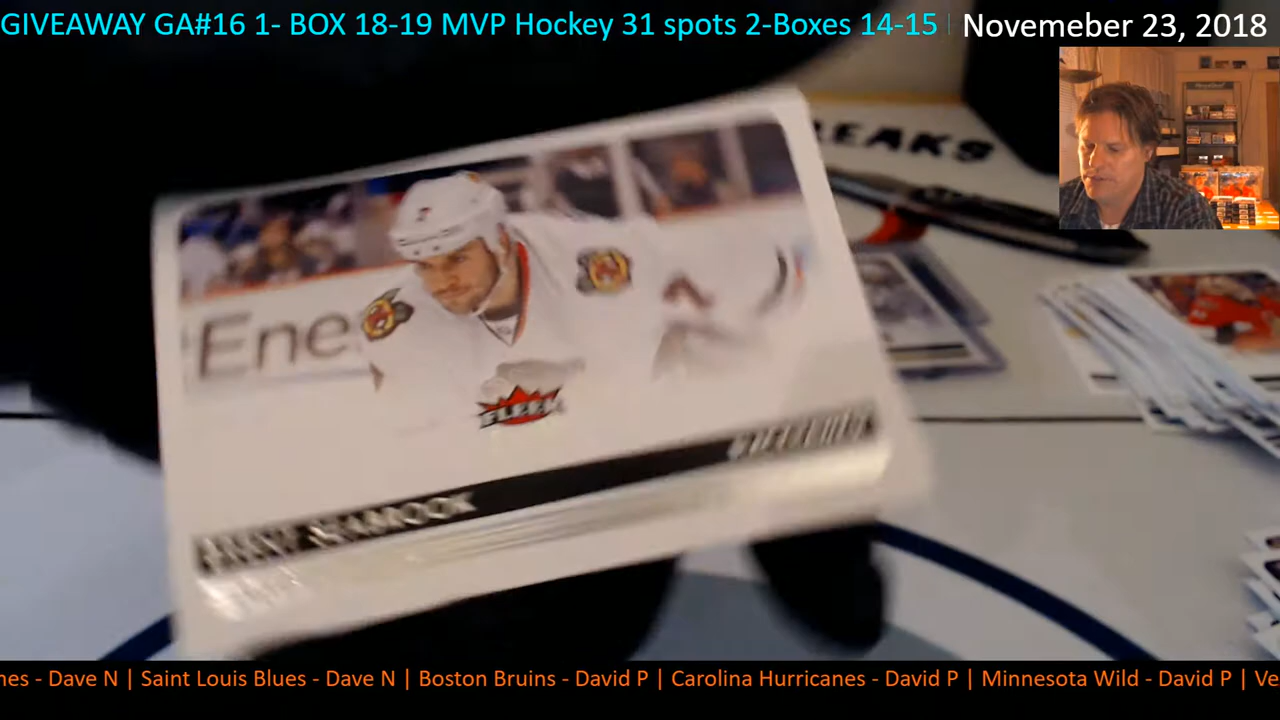 GIVEAWAY GA#16 1- BOX 18-19 MVP Hockey 31 spots 2-Boxes 14-15
Novemeber 23, 2018
Ene
FLEER
nes - Dave N | Saint Louis Blues - Dave N | Boston Bruins - David P | Carolina Hurricanes - David P | Minnesota Wild - David P | Ve